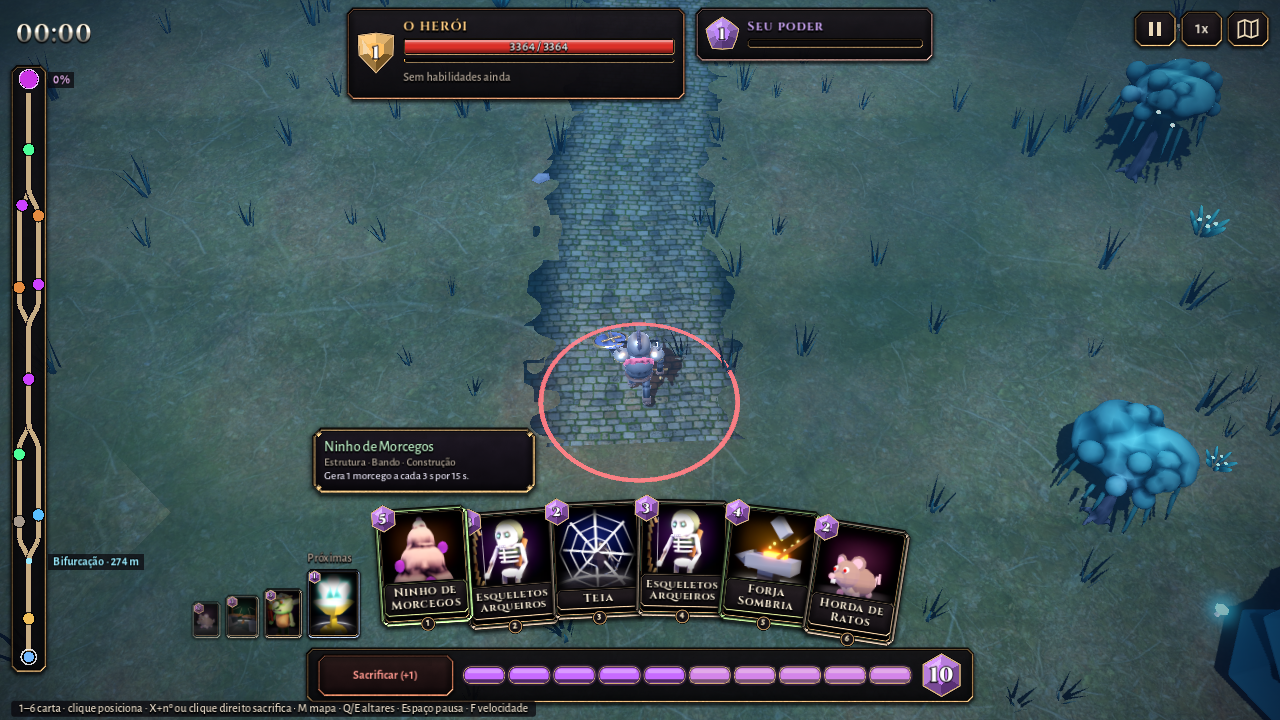 00:00
O HERÓI
1
3364 / 3364
Sem habilidades ainda
1
SEU PODER
1x
0%
Ninho de Morcegos
Estrutura · Bando · Construção
Gera 1 morcego a cada 3 s por 15 s.
Bifurcação · 274 m
Próximas
5
NINHO DE MORCEGOS
1
ESQUELETOS ARQUEIROS
2
2
TEIA
3
3
ESQUELETOS ARQUEIROS
4
4
FORJA SOMBRIA
5
2
HORDA DE RATOS
6
Sacrificar (+1)
10
1–6 carta · clique posiciona · X+nº ou clique direito sacrifica · M mapa · Q/E altares · Espaço pausa · F velocidade